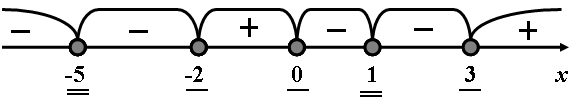 − − + − − +
-5 -2 0 1 3 x